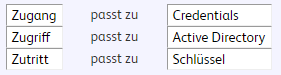 Zugang passt zu Credentials
Zugriff passt zu Active Directory
Zutritt passt zu Schlüssel